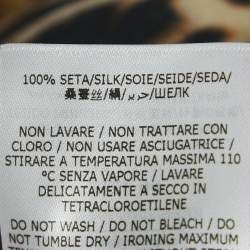 100% SETA/SILK/SOIE/SEIDE/SEDA/
桑蚕丝/絹/حرير/ШЕЛК
NON LAVARE / NON TRATTARE CON
CLORO / NON USARE ASCIUGATRICE /
STIRARE A TEMPERATURA MASSIMA 110
°C SENZA VAPORE / LAVARE
DELICATAMENTE A SECCO IN
TETRACLOROETILENE
DO NOT WASH / DO NOT BLEACH / DO
NOT TUMBLE DRY / IRONING MAXIMUM